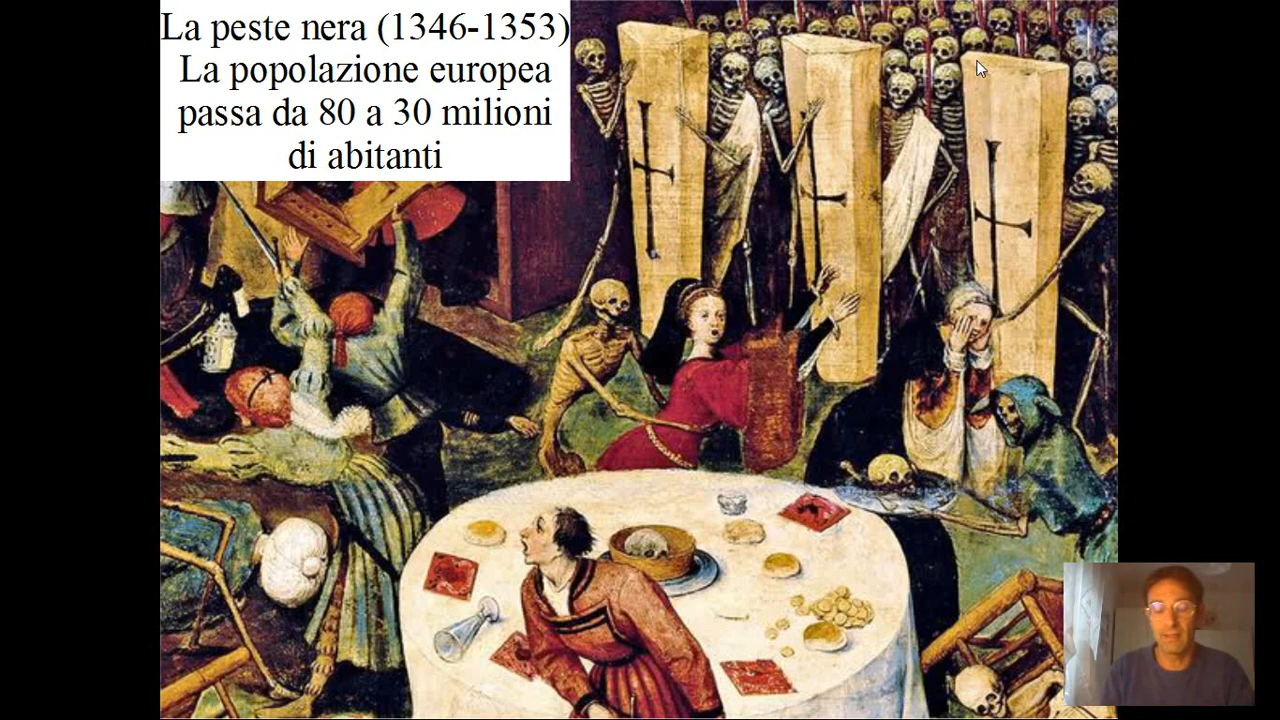 La peste nera (1346-1353)
La popolazione europea
passa da 80 a 30 milioni
di abitanti